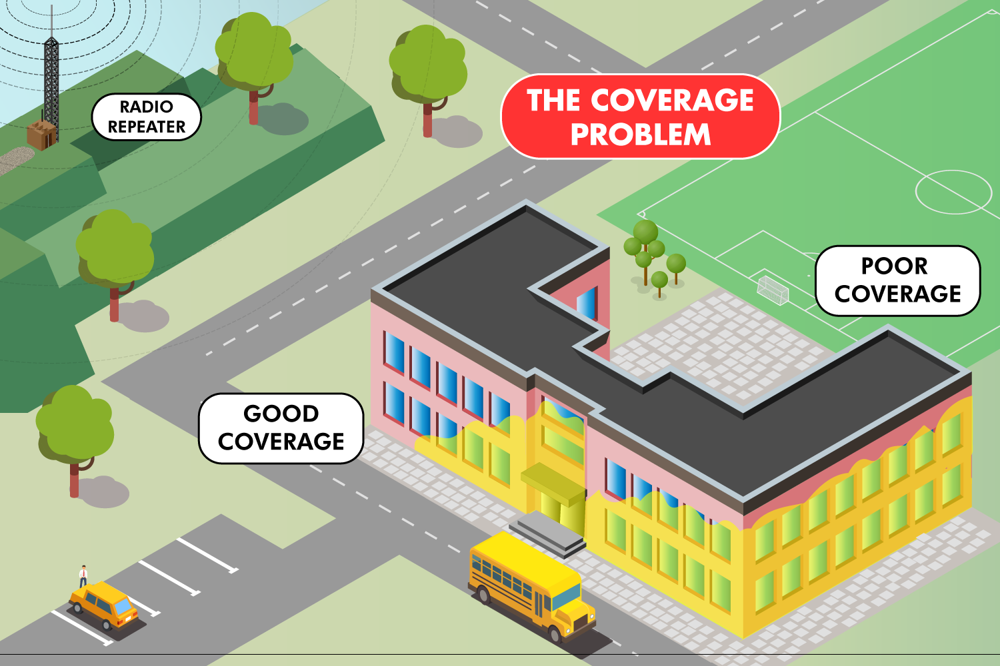 THE COVERAGE
PROBLEM
RADIO
REPEATER
POOR
COVERAGE
GOOD
COVERAGE